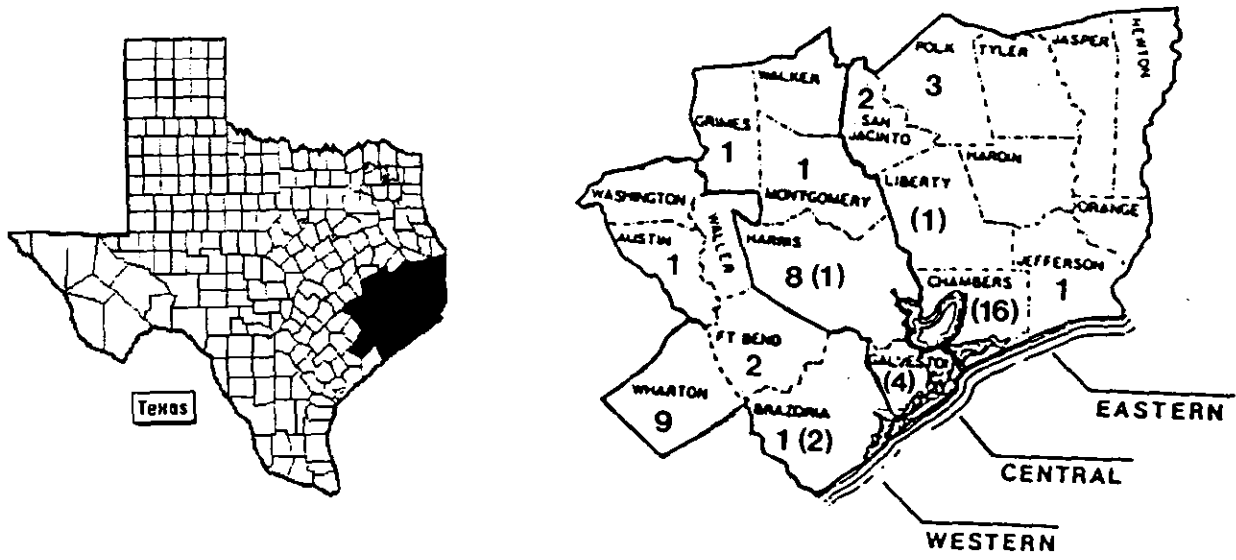 Texas
POLK
3
TYLER
JASPER
NEWTON
WALKER
2
SAN
JACINTO
GRIMES
1
1
MONTGOMERY
HARDIN
LIBERTY
(1)
WASHINGTON
WALLER
ORANGE
AUSTIN
1
HARRIS
8 (1)
JEFFERSON
1
CHAMBERS
(16)
FT BEND
2
GALVESTON
(4)
WHARTON
9
BRAZORIA
1 (2)
EASTERN
CENTRAL
WESTERN